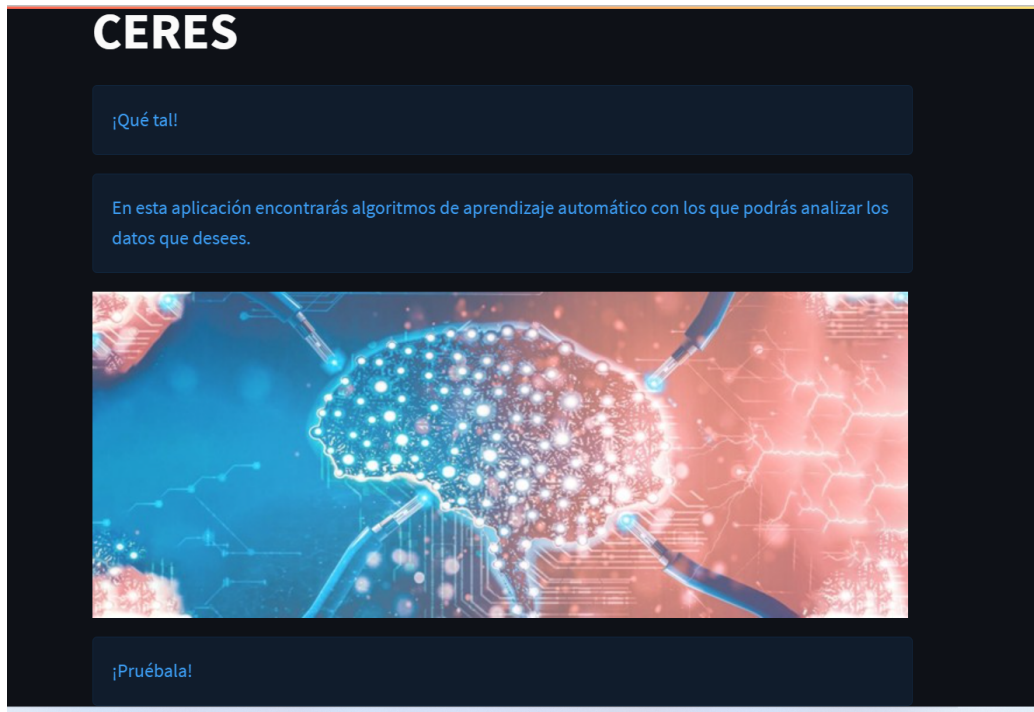 CERES
¡Qué tal!
En esta aplicación encontrarás algoritmos de aprendizaje automático con los que podrás analizar los
datos que desees.
¡Pruébala!